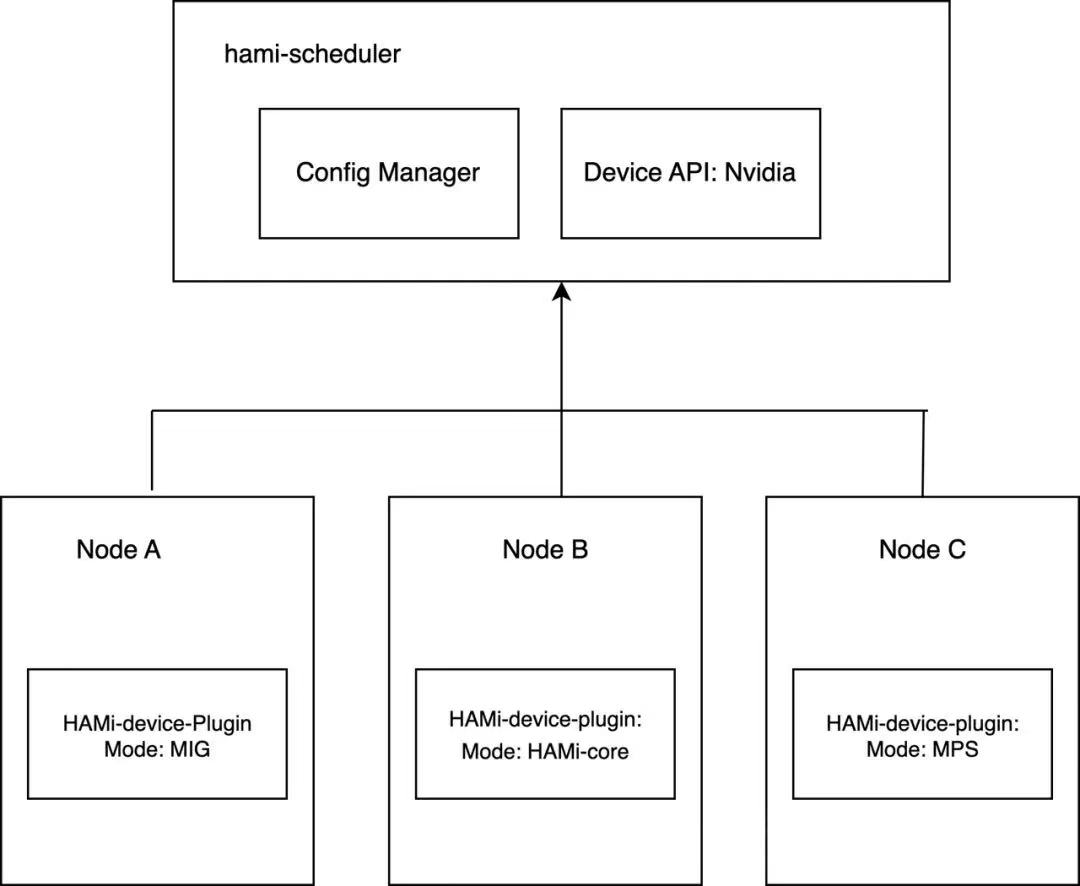 hami-scheduler
Config Manager
Device API: Nvidia
Node A
Node B
Node C
HAMi-device-Plugin
Mode: MIG
HAMi-device-plugin:
Mode: HAMi-core
HAMi-device-plugin:
Mode: MPS